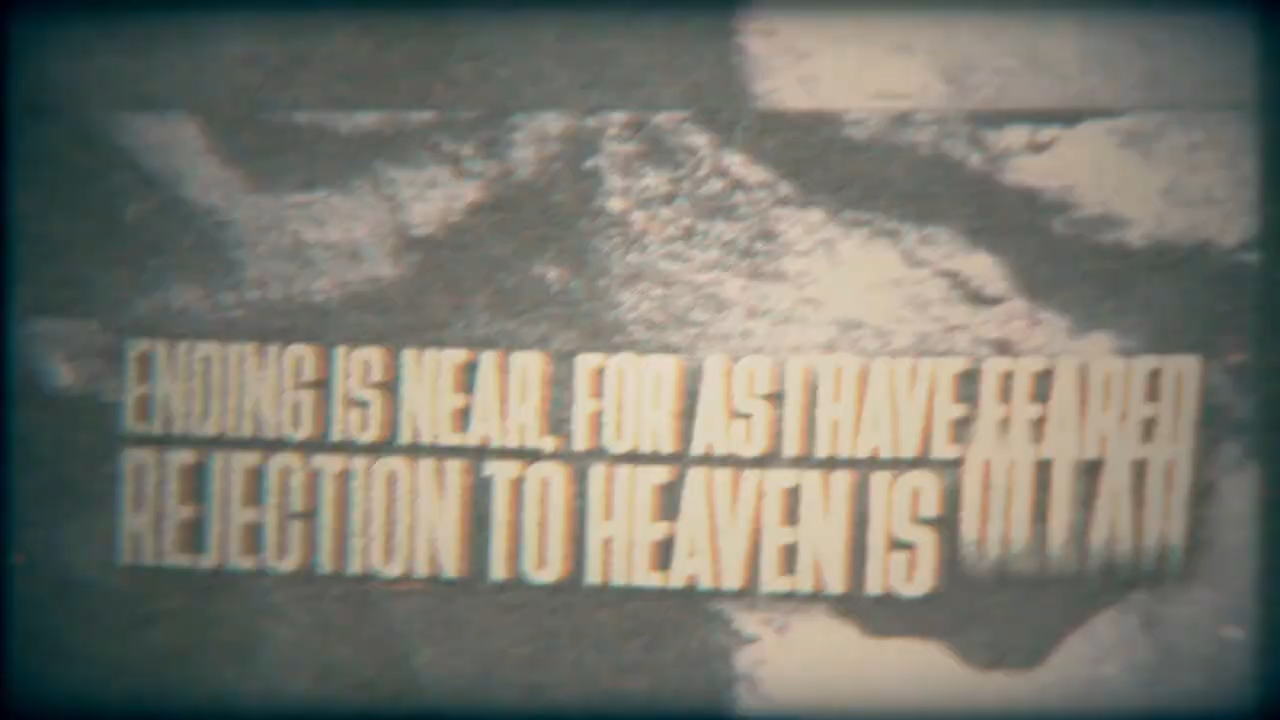 ENDING IS NEAR, FOR AS I HAVE FEARED
REJECTION TO HEAVEN IS